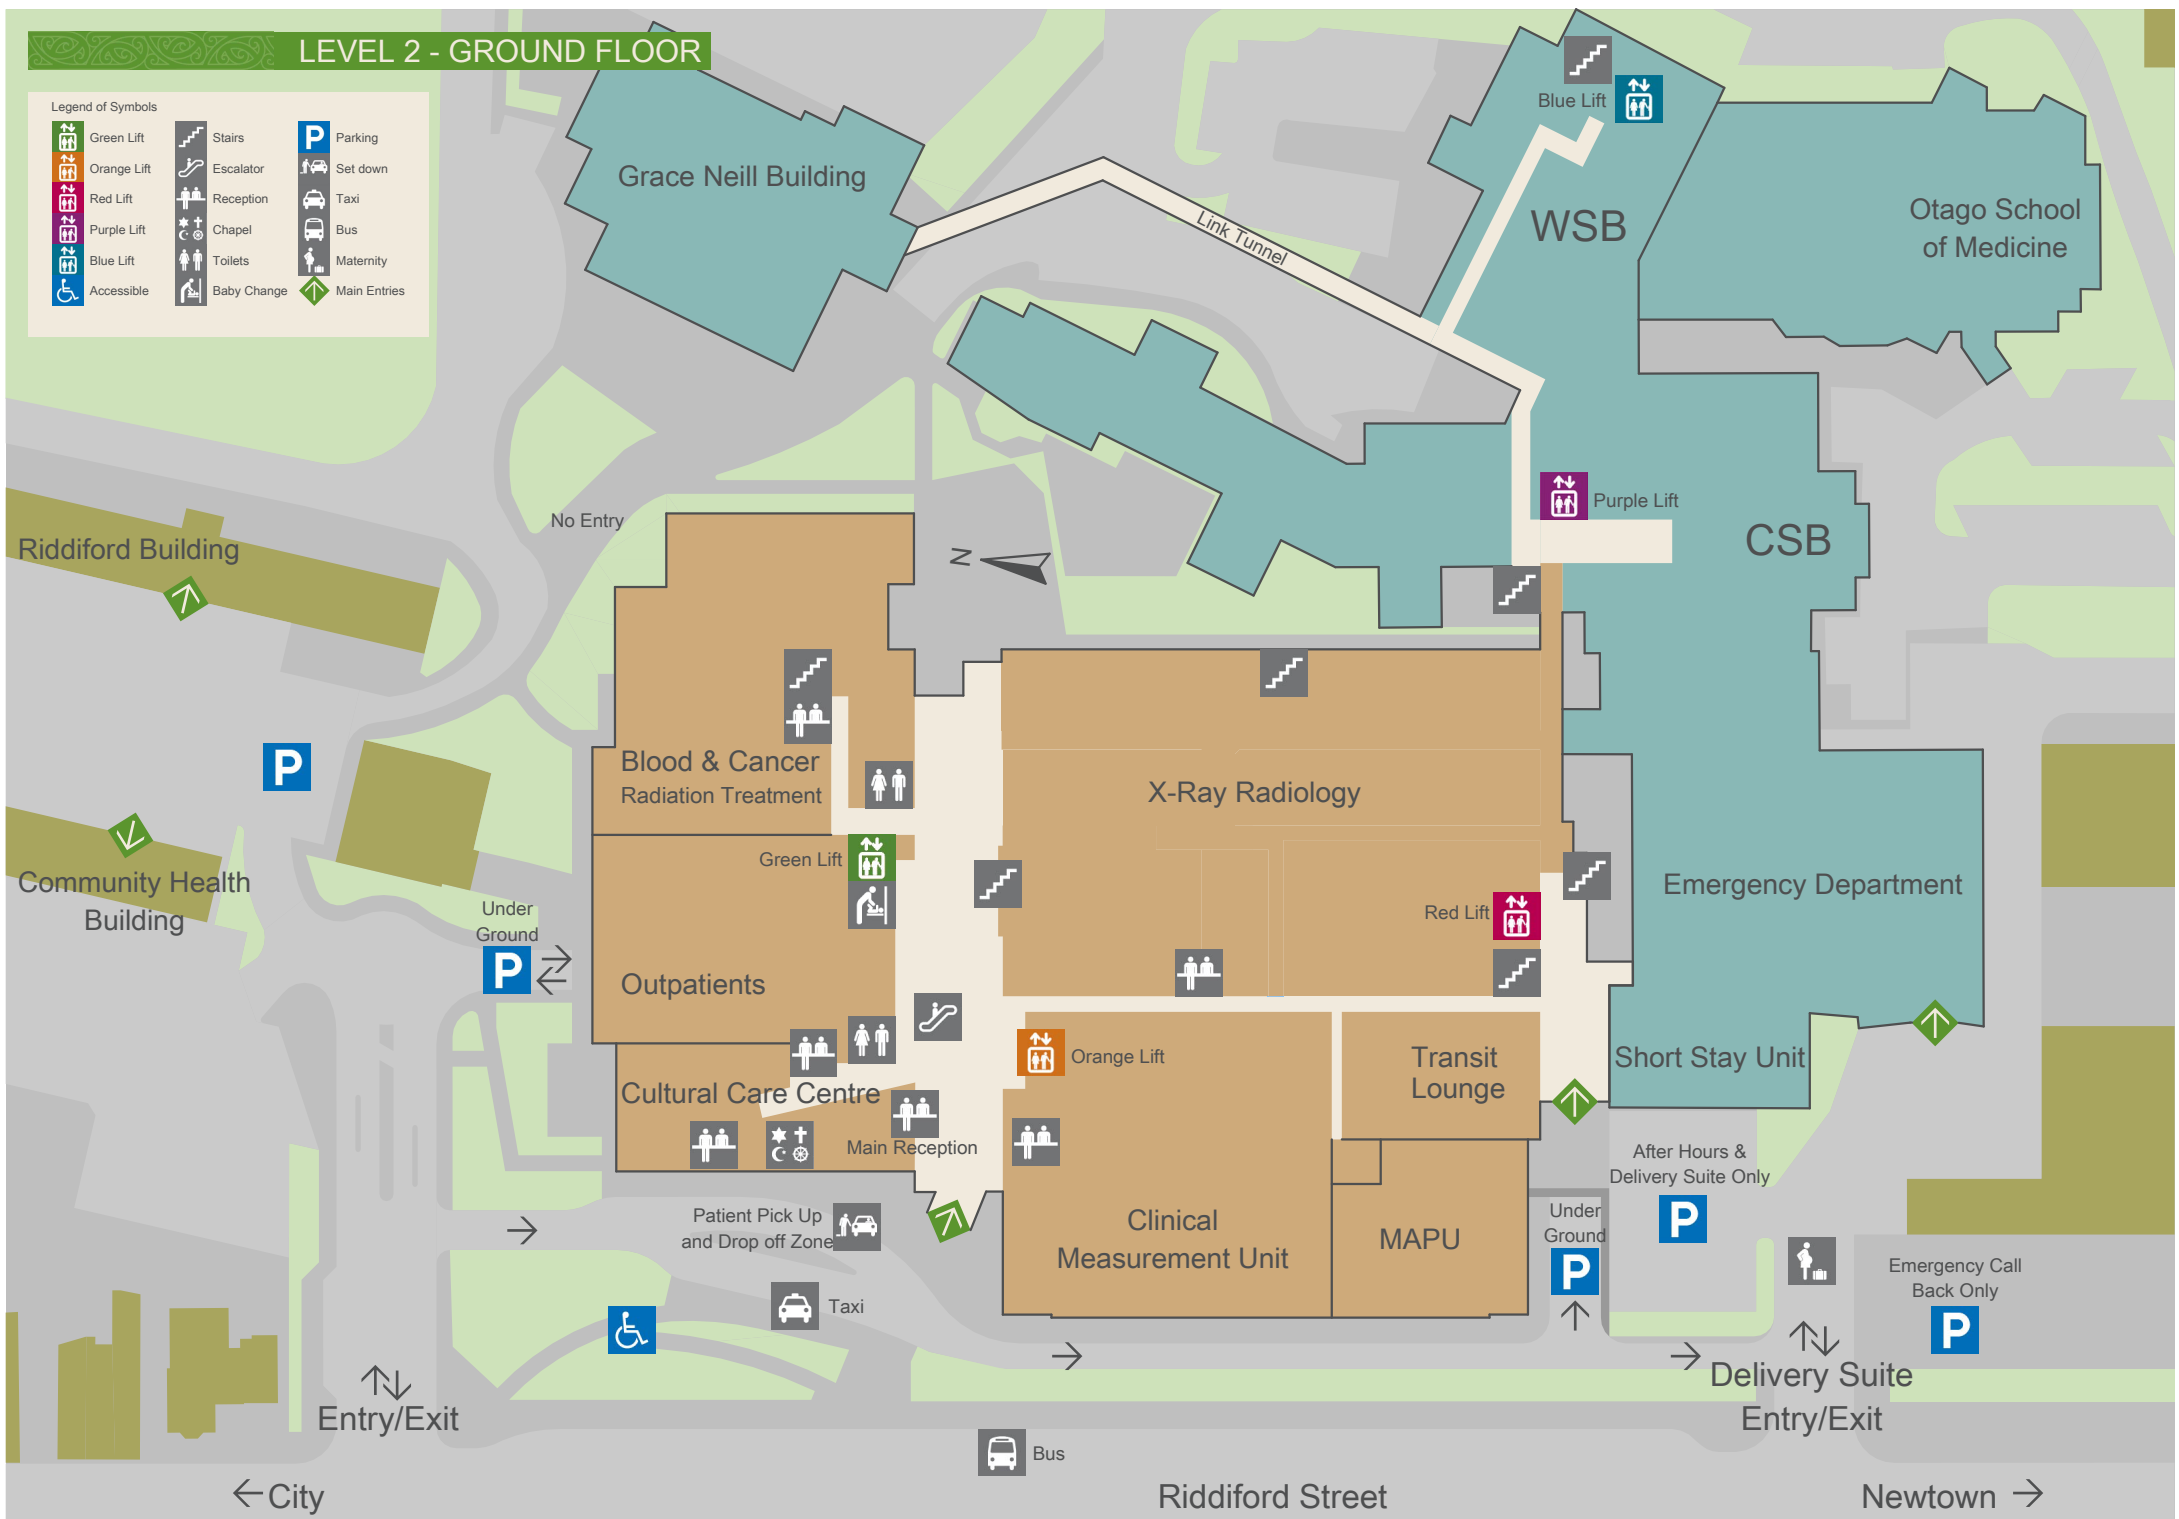 LEVEL 2 - GROUND FLOOR
Legend of Symbols
Green Lift
Stairs
P
Parking
Orange Lift
Escalator
Set down
Red Lift
Reception
Taxi
Purple Lift
Chapel
Bus
Blue Lift
Toilets
Maternity
Accessible
Baby Change
Main Entries
Blue Lift
Grace Neill Building
WSB
Otago School
of Medicine
Link Tunnel
Purple Lift
CSB
No Entry
N
Riddiford Building
P
Blood & Cancer
Radiation Treatment
X-Ray Radiology
Green Lift
Community Health
Building
Emergency Department
Red Lift
Under
Ground
P
Outpatients
Orange Lift
Transit
Lounge
Short Stay Unit
Cultural Care Centre
Main Reception
After Hours &
Delivery Suite Only
P
Patient Pick Up
and Drop off Zone
Clinical
Measurement Unit
MAPU
Under
Ground
P
Emergency Call
Back Only
P
Taxi
Delivery Suite
Entry/Exit
Entry/Exit
Bus
City
Riddiford Street
Newtown